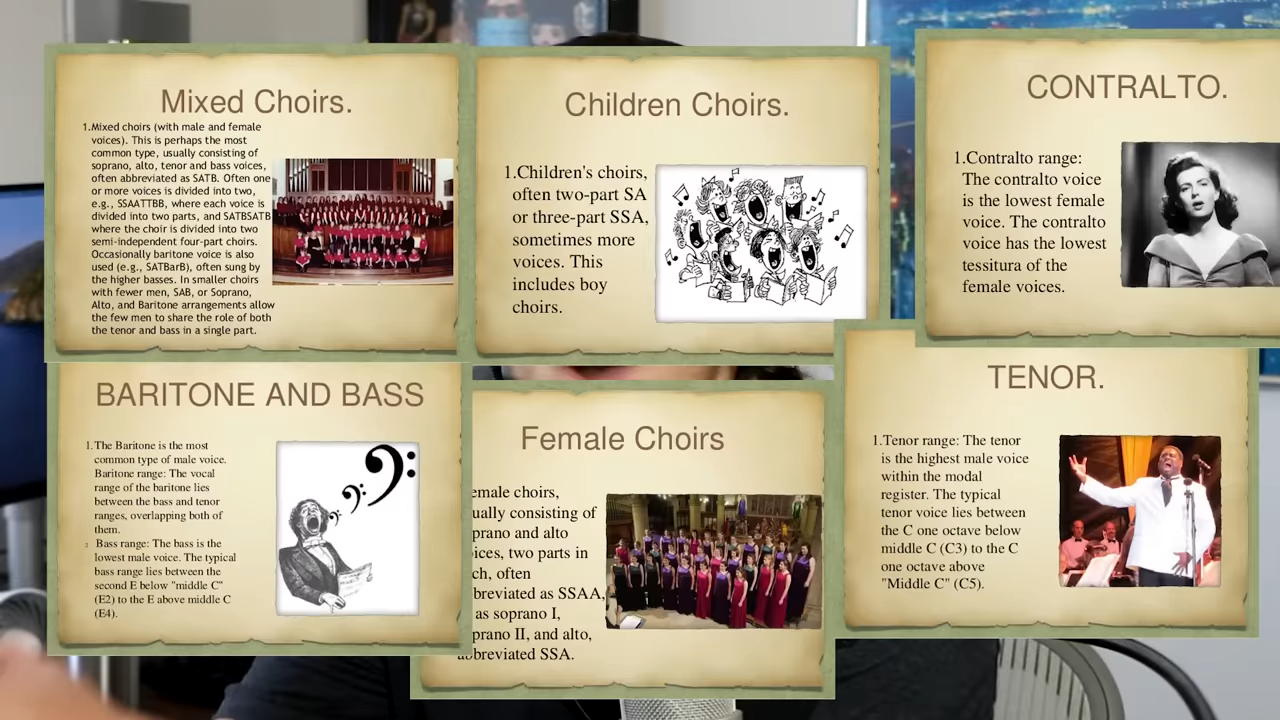 Mixed Choirs.
1.Mixed choirs (with male and female
voices). This is perhaps the most
common type, usually consisting of
soprano, alto, tenor and bass voices,
often abbreviated as SATB. Often one
or more voices is divided into two,
e.g., SSAATTBB, where each voice is
divided into two parts, and SATBSATB
where the choir is divided into two
semi-independent four-part choirs.
Occasionally baritone voice is also
used (e.g., SATBarB), often sung by
the higher basses. In smaller choirs
with fewer men, SAB, or Soprano,
Alto, and Baritone arrangements allow
the few men to share the role of both
the tenor and bass in a single part.
Children Choirs.
1.Children's choirs,
often two-part SA
or three-part SSA,
sometimes more
voices. This
includes boy
choirs.
CONTRALTO.
1.Contralto range:
The contralto voice
is the lowest female
voice. The contralto
voice has the lowest
tessitura of the
female voices.
BARITONE AND BASS
1.The Baritone is the most
common type of male voice.
Baritone range: The vocal
range of the baritone lies
between the bass and tenor
ranges, overlapping both of
them.
2 Bass range: The bass is the
lowest male voice. The typical
bass range lies between the
second E below "middle C"
(E2) to the E above middle C
(E4).
Female Choirs
emale choirs,
ually consisting of
prano and alto
ices, two parts in
ch, often
breviated as SSAA,
as soprano I,
prano II, and alto,
abbreviated SSA.
TENOR.
1.Tenor range: The tenor
is the highest male voice
within the modal
register. The typical
tenor voice lies between
the C one octave below
middle C (C3) to the C
one octave above
"Middle C" (C5).